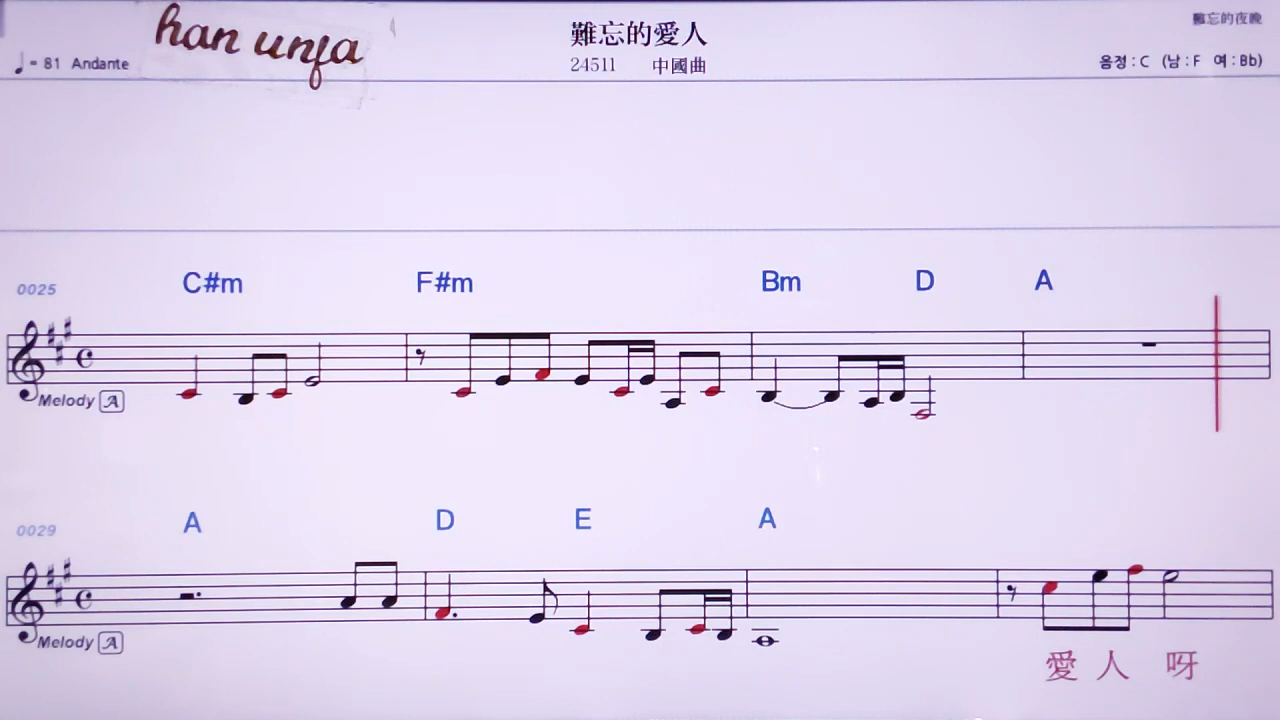 han unfa
難忘的愛人
難忘的夜晚
♩= 81 Andante
24511 中國曲
음정 : C (남 : F 여 : Bb)
C#m F#m Bm D A
0025
Melody A
A D E A
0029
Melody A
愛 人 呀